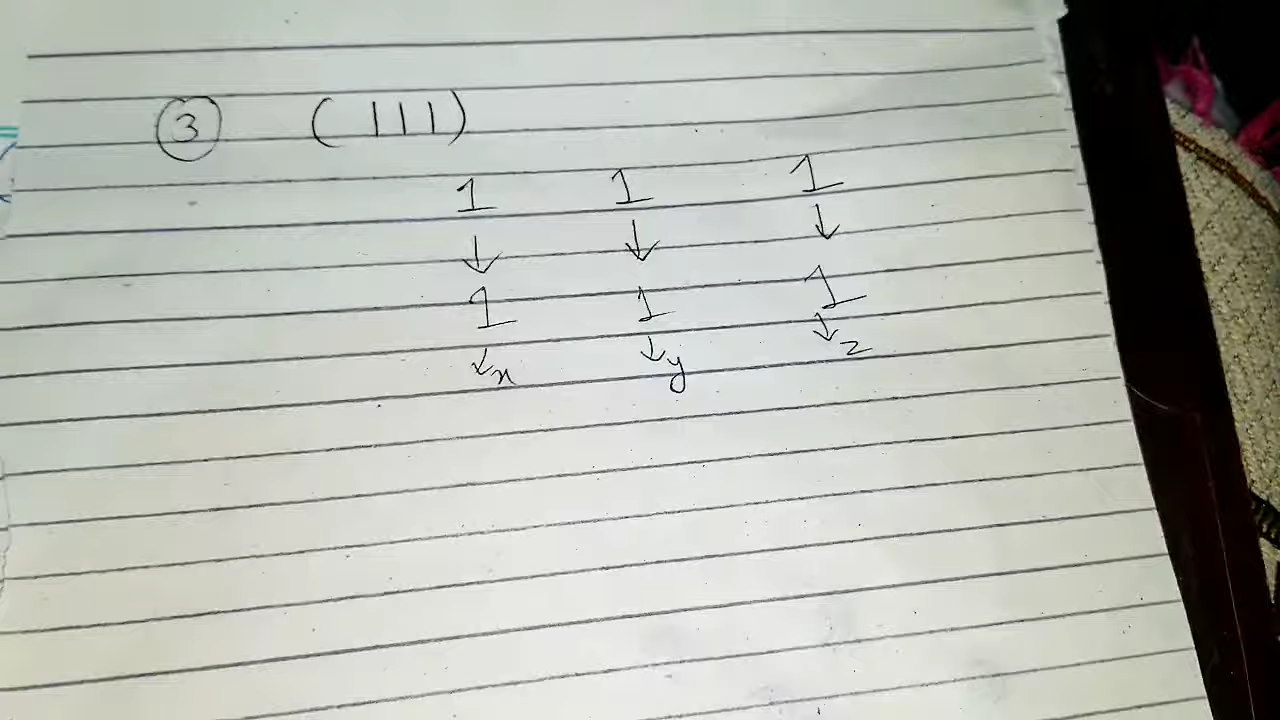 ③ (111)
1 1 1
↓ ↓ ↓
1 1 1
↓x ↓y ↓z